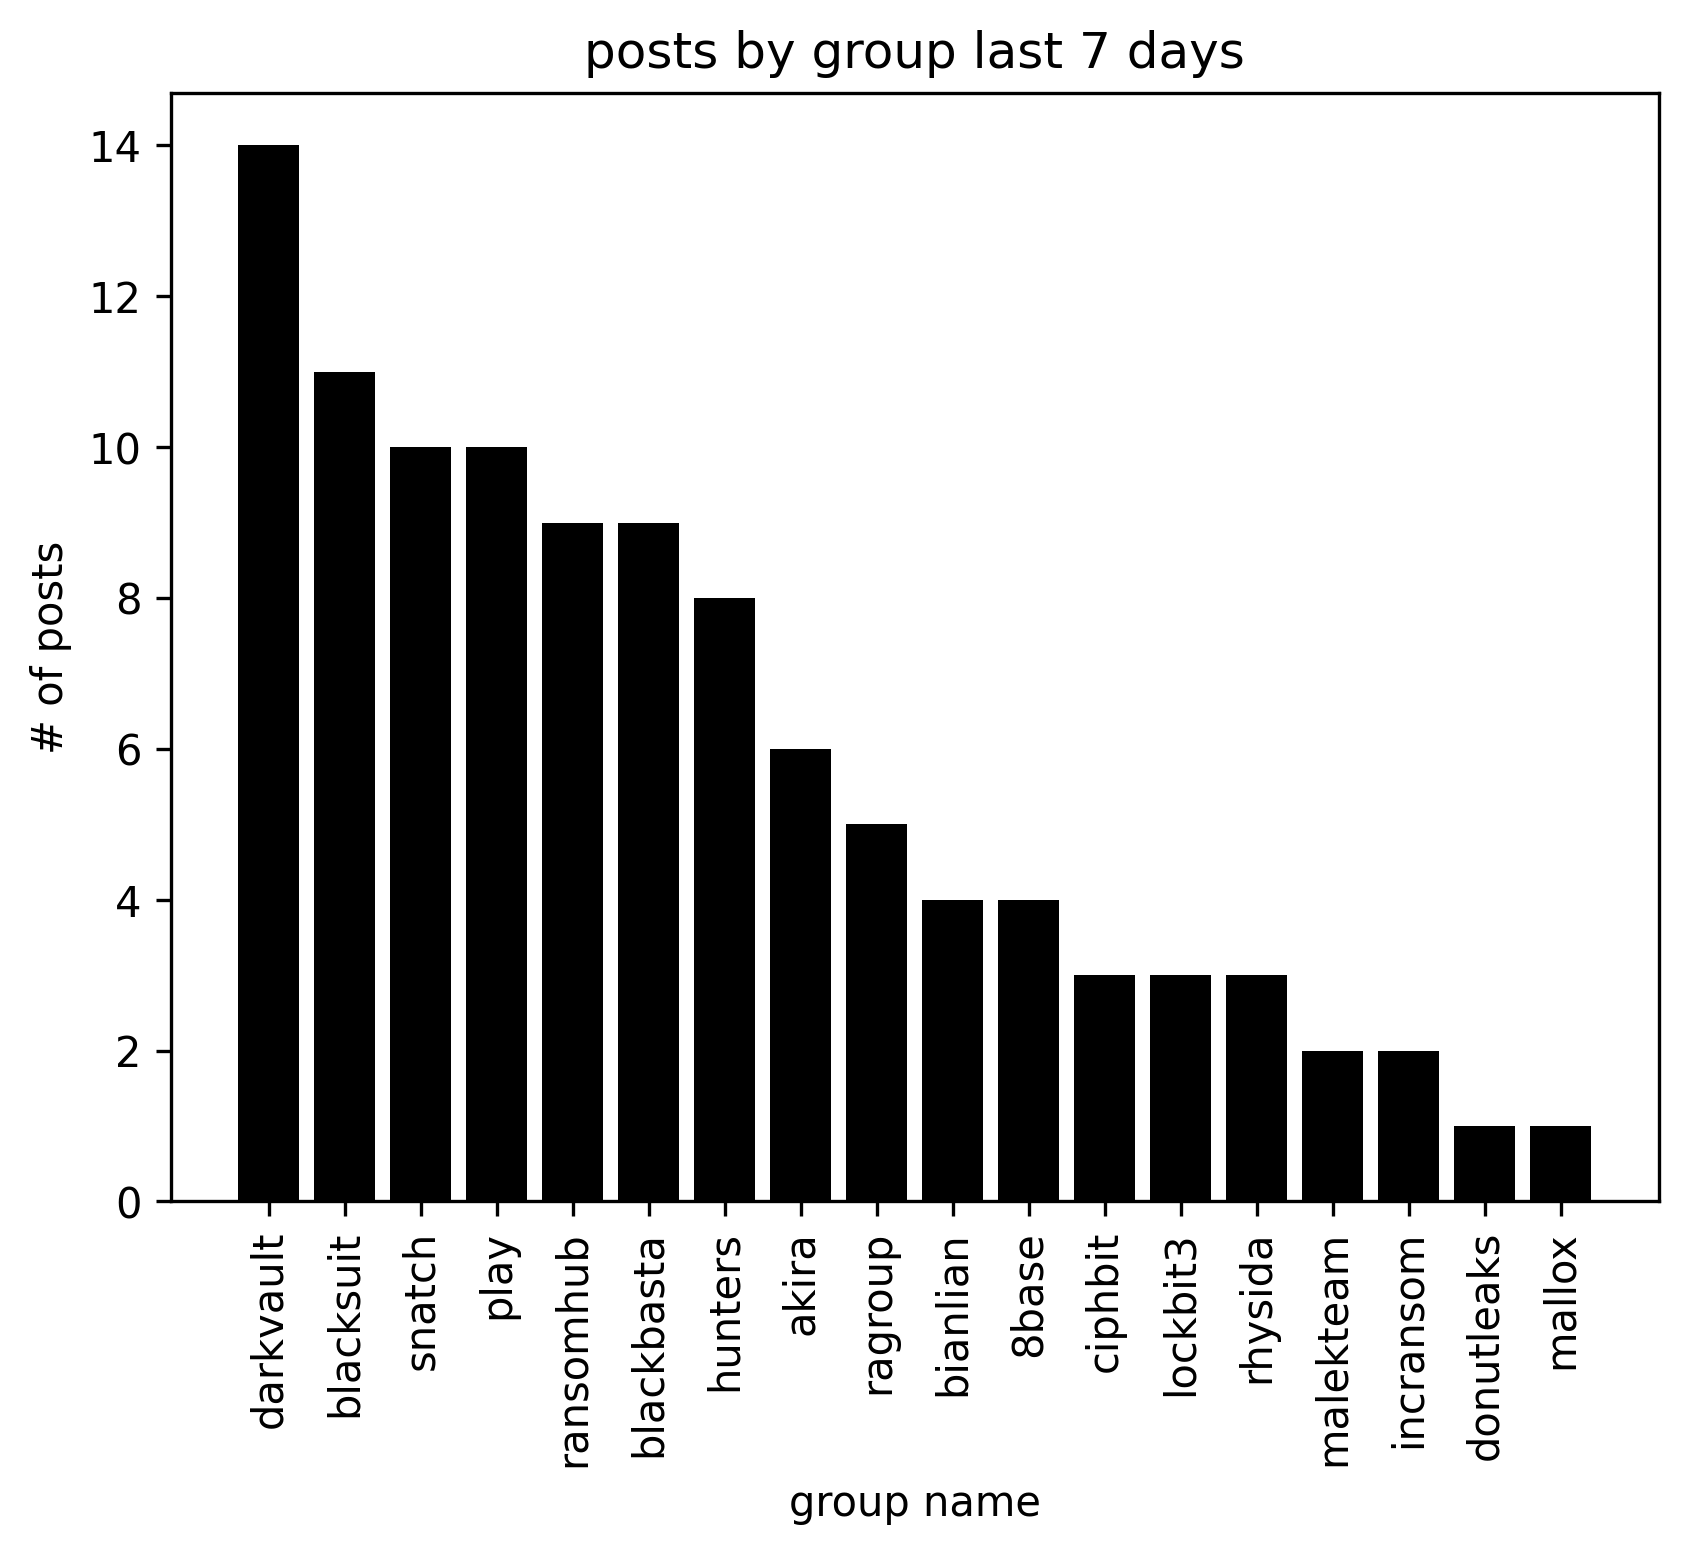 posts by group last 7 days
14
12
10
8
6
4
2
0
# of posts
darkvault
blacksuit
snatch
play
ransomhub
blackbasta
hunters
akira
ragroup
bianlian
8base
ciphbit
lockbit3
rhysida
malekteam
incransom
donutleaks
mallox
group name